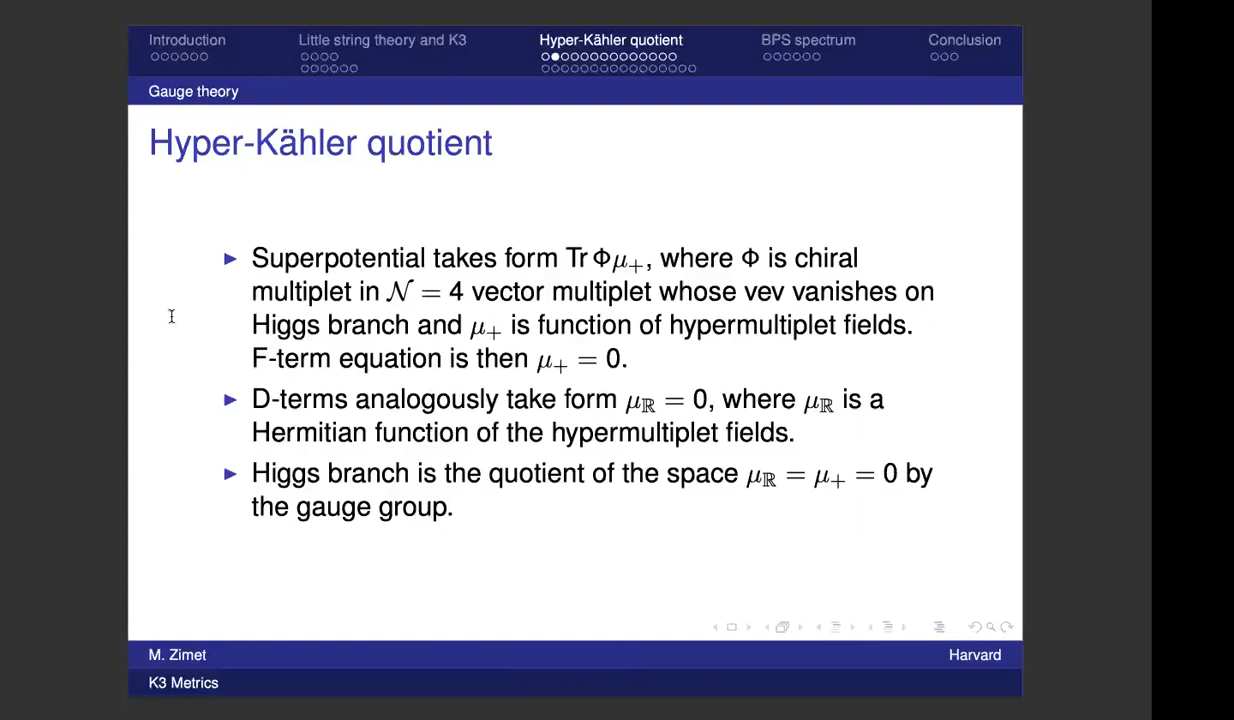 Introduction
Little string theory and K3
Hyper-Kähler quotient
BPS spectrum
Conclusion
Gauge theory
Hyper-Kähler quotient
Superpotential takes form Tr Φμ₊, where Φ is chiral
multiplet in 𝒩 = 4 vector multiplet whose vev vanishes on
Higgs branch and μ₊ is function of hypermultiplet fields.
F-term equation is then μ₊ = 0.
D-terms analogously take form μ_ℝ = 0, where μ_ℝ is a
Hermitian function of the hypermultiplet fields.
Higgs branch is the quotient of the space μ_ℝ = μ₊ = 0 by
the gauge group.
M. Zimet
Harvard
K3 Metrics